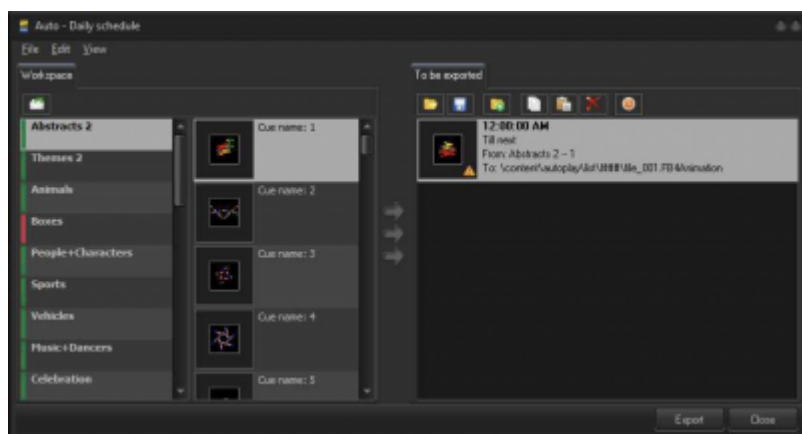 Auto - Daily schedule
File Edit View
Workspace
To be exported
Abstracts 2
Themes 2
Animals
Boxes
People+Characters
Sports
Vehicles
Music+Dancers
Celebration
Cue name: 1
Cue name: 2
Cue name: 3
Cue name: 4
Cue name: 5
12:00:00 AM
Till next
From: Abstracts 2 – 1
Export Close